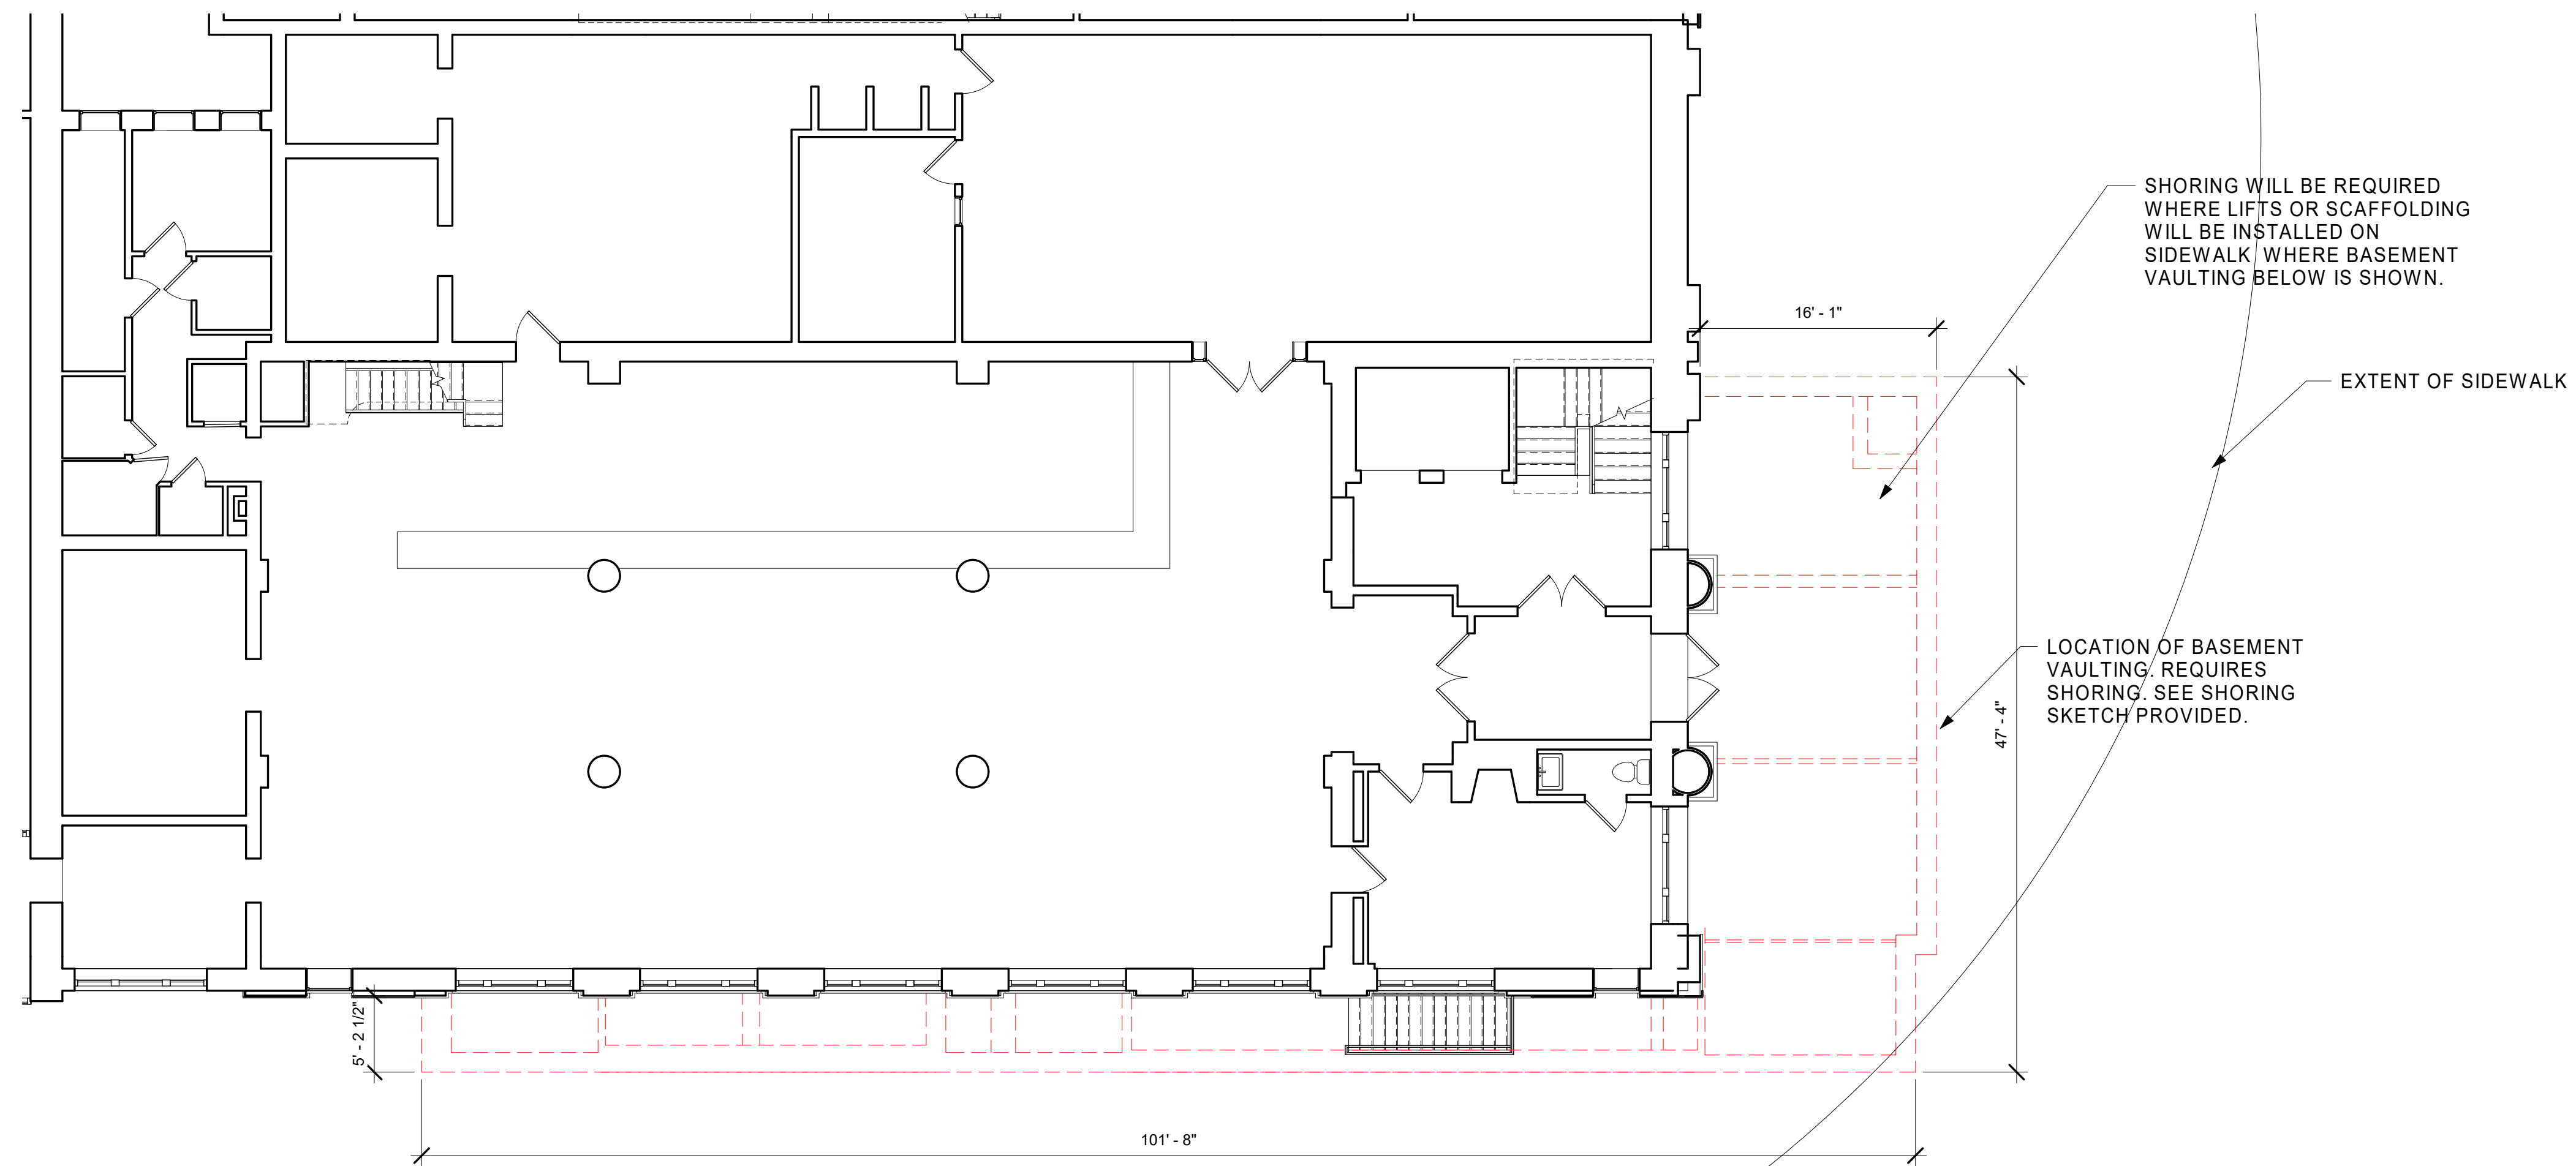 SHORING WILL BE REQUIRED
WHERE LIFTS OR SCAFFOLDING
WILL BE INSTALLED ON
SIDEWALK WHERE BASEMENT
VAULTING BELOW IS SHOWN.
16' - 1"
EXTENT OF SIDEWALK
LOCATION OF BASEMENT
VAULTING. REQUIRES
SHORING. SEE SHORING
SKETCH PROVIDED.
47' - 4"
5' - 2 1/2"
101' - 8"